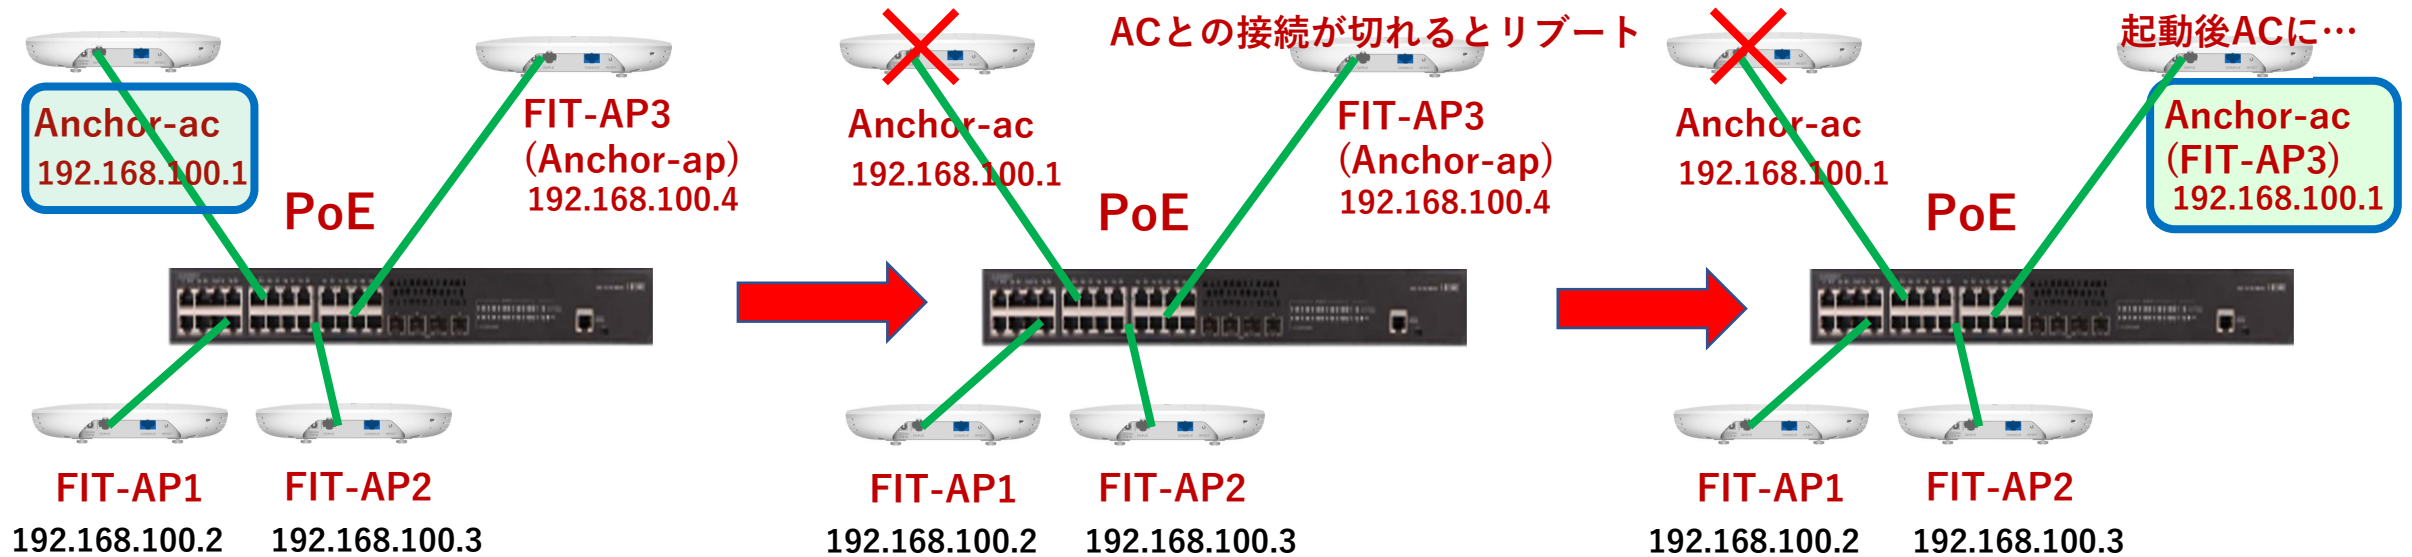 Anchor-ac
192.168.100.1
FIT-AP3
(Anchor-ap)
192.168.100.4
PoE
FIT-AP1
192.168.100.2
FIT-AP2
192.168.100.3
ACとの接続が切れるとリブート
Anchor-ac
192.168.100.1
FIT-AP3
(Anchor-ap)
192.168.100.4
PoE
FIT-AP1
192.168.100.2
FIT-AP2
192.168.100.3
起動後ACに…
Anchor-ac
192.168.100.1
Anchor-ac
(FIT-AP3)
192.168.100.1
PoE
FIT-AP1
192.168.100.2
FIT-AP2
192.168.100.3